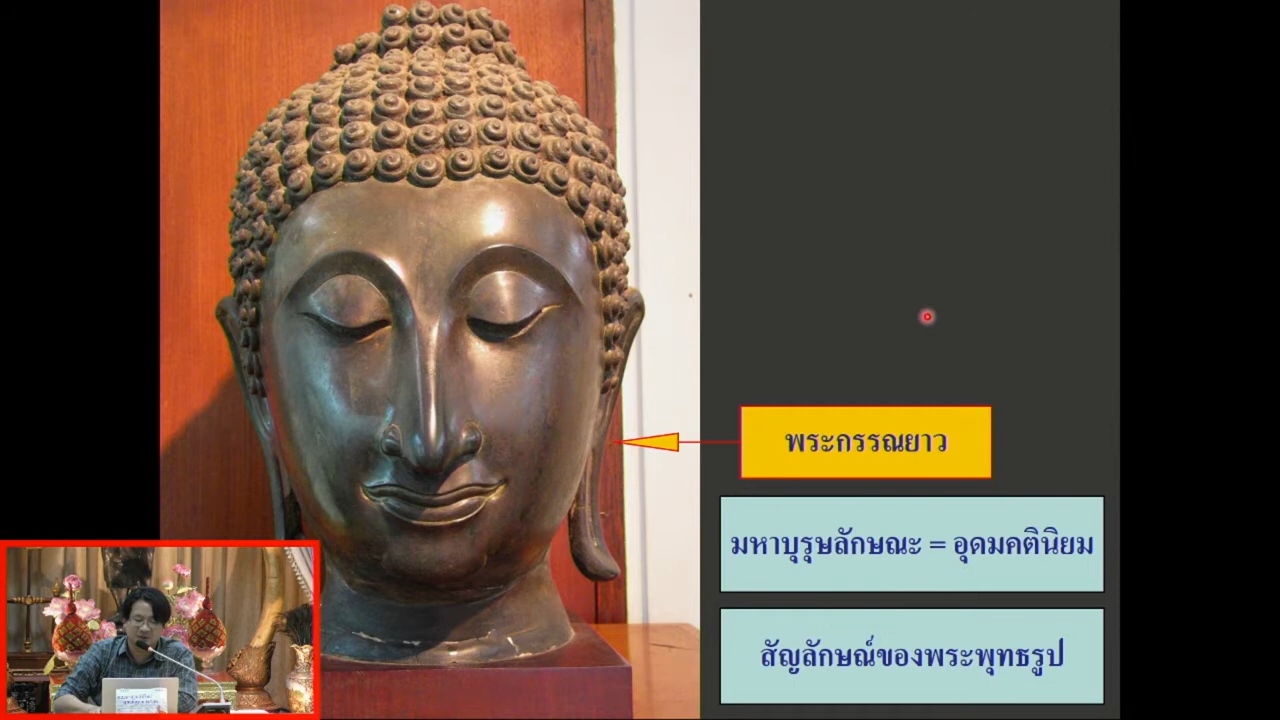 พระกรรณยาว
มหาบุรุษลักษณะ = อุดมคตินิยม
สัญลักษณ์ของพระพุทธรูป